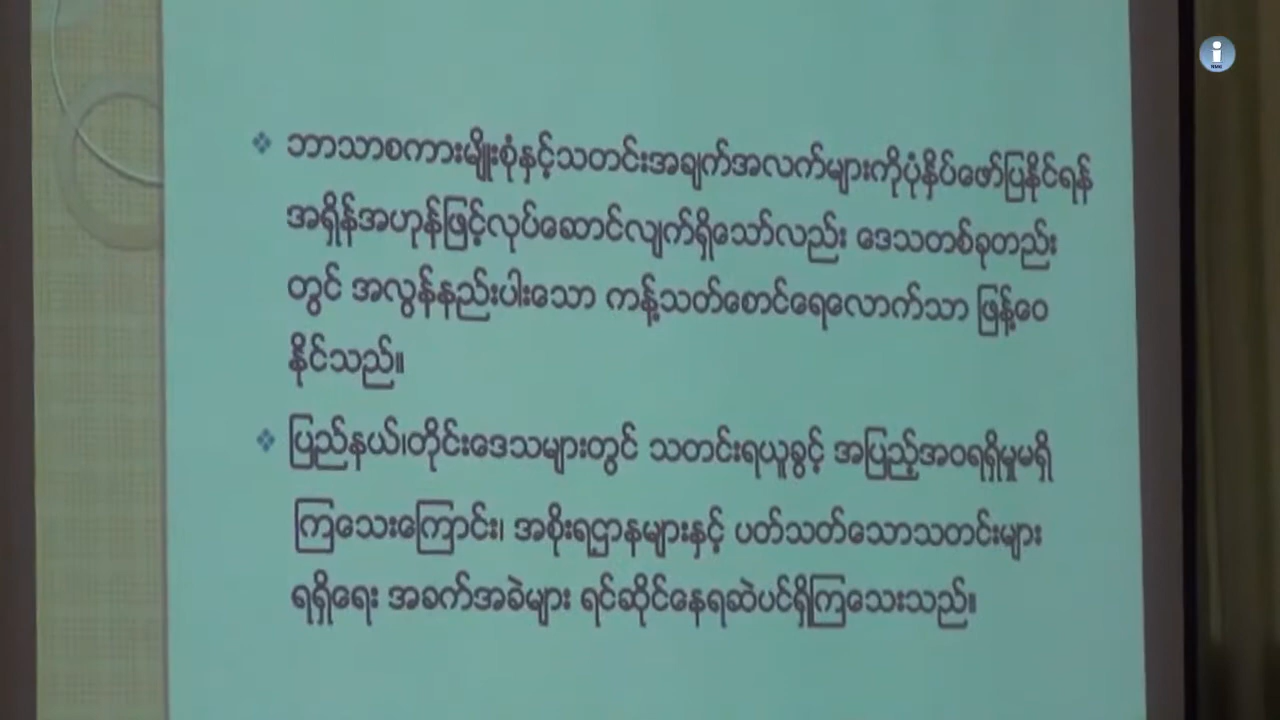 ဘာသာစကားမျိုးစုံနှင့်သတင်းအချက်အလက်များကိုပုံနှိပ်ဖော်ပြနိုင်ရန်
အရှိန်အဟုန်ဖြင့်လုပ်ဆောင်လျက်ရှိသော်လည်း ဒေသတစ်ခုတည်း
တွင် အလွန်နည်းပါးသော ကန့်သတ်စောင်ရေလောက်သာ ဖြန့်ဝေ
နိုင်သည်။
ပြည်နယ်၊တိုင်းဒေသများတွင် သတင်းရယူခွင့် အပြည့်အဝရရှိမှုမရှိ
ကြသေးကြောင်း၊ အစိုးရဌာနများနှင့် ပတ်သတ်သောသတင်းများ
ရရှိရေး အခက်အခဲများ ရင်ဆိုင်နေရဆဲပင်ရှိကြသေးသည်။